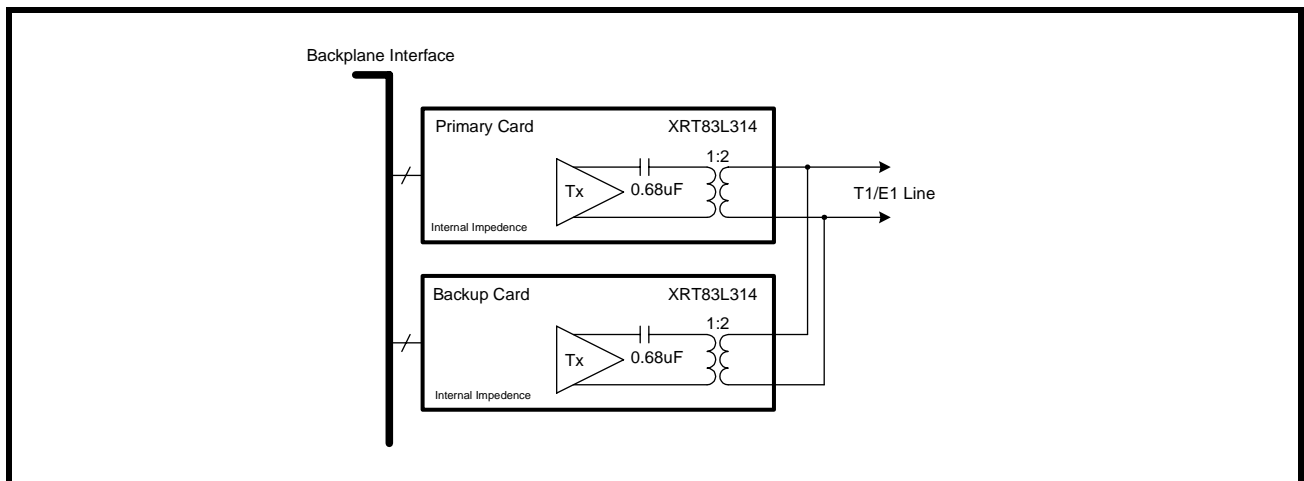 Backplane Interface
Primary Card XRT83L314
1:2
Tx 0.68uF
Internal Impedence
T1/E1 Line
Backup Card XRT83L314
1:2
Tx 0.68uF
Internal Impedence